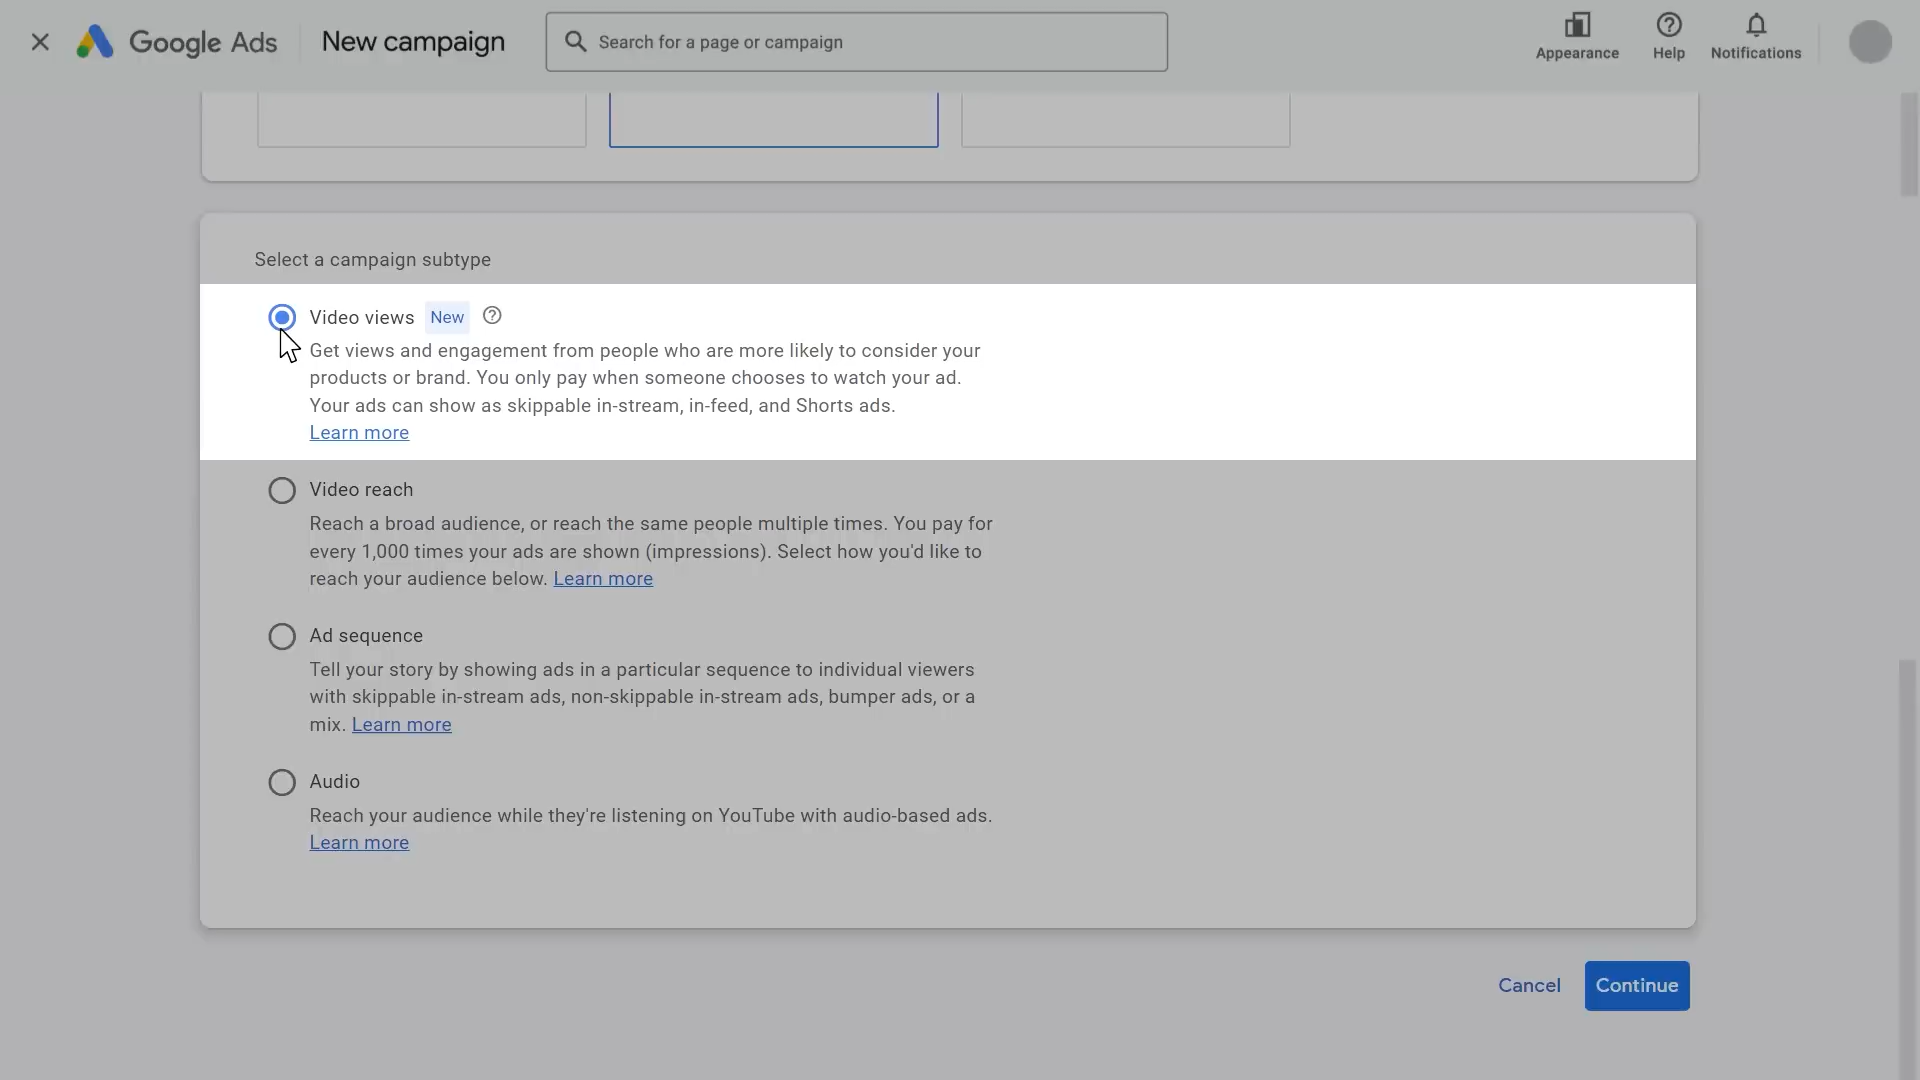 Google Ads
New campaign
Search for a page or campaign
Appearance
Help
Notifications
Select a campaign subtype
Video views New
Get views and engagement from people who are more likely to consider your
products or brand. You only pay when someone chooses to watch your ad.
Your ads can show as skippable in-stream, in-feed, and Shorts ads.
Learn more
Video reach
Reach a broad audience, or reach the same people multiple times. You pay for
every 1,000 times your ads are shown (impressions). Select how you'd like to
reach your audience below. Learn more
Ad sequence
Tell your story by showing ads in a particular sequence to individual viewers
with skippable in-stream ads, non-skippable in-stream ads, bumper ads, or a
mix. Learn more
Audio
Reach your audience while they're listening on YouTube with audio-based ads.
Learn more
Cancel
Continue